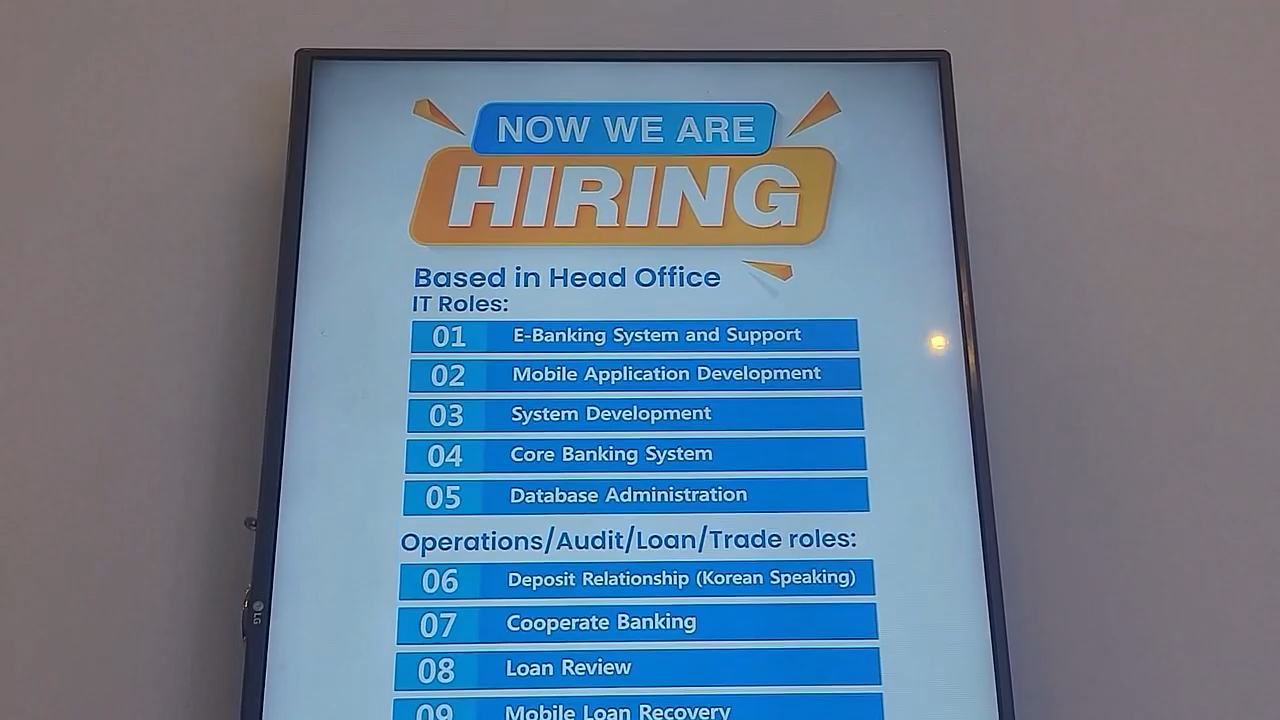 NOW WE ARE
HIRING
Based in Head Office
IT Roles:
01 E-Banking System and Support
02 Mobile Application Development
03 System Development
04 Core Banking System
05 Database Administration
Operations/Audit/Loan/Trade roles:
06 Deposit Relationship (Korean Speaking)
07 Cooperate Banking
08 Loan Review
09 Mobile Loan Recovery
LG